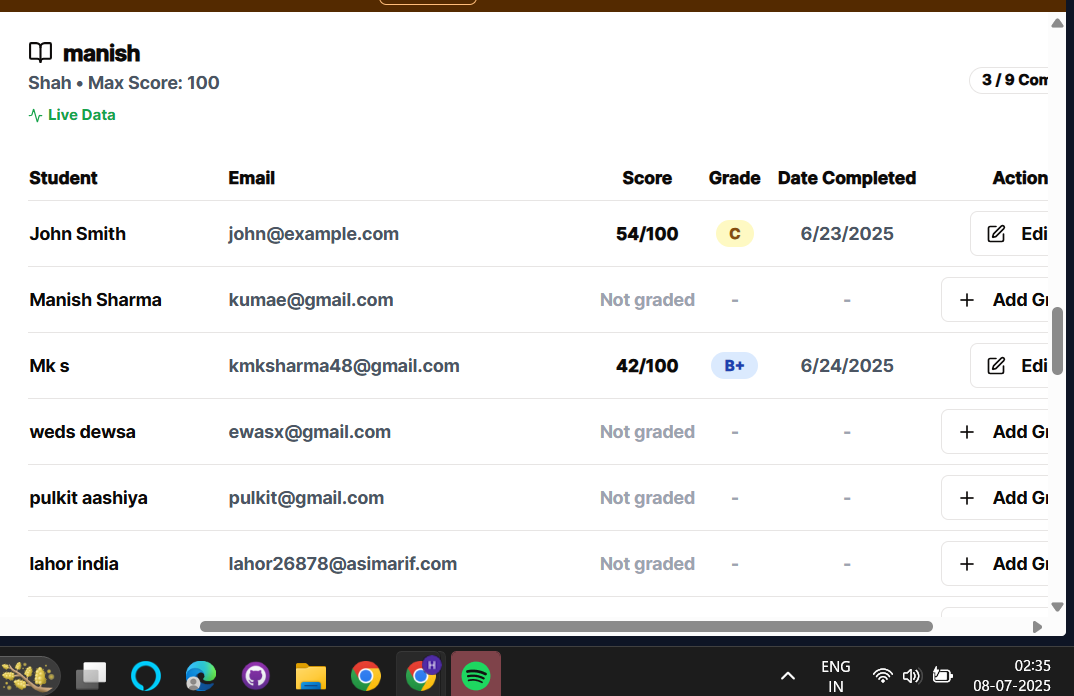 manish
Shah • Max Score: 100
3 / 9 Com
Live Data
Student Email Score Grade Date Completed Action
John Smith john@example.com 54/100 C 6/23/2025 Edi
Manish Sharma kumae@gmail.com Not graded - - + Add Gr
Mk s kmksharma48@gmail.com 42/100 B+ 6/24/2025 Edi
weds dewsa ewasx@gmail.com Not graded - - + Add Gr
pulkit aashiya pulkit@gmail.com Not graded - - + Add Gr
lahor india lahor26878@asimarif.com Not graded - - + Add Gr
H
ENG
IN
02:35
08-07-2025